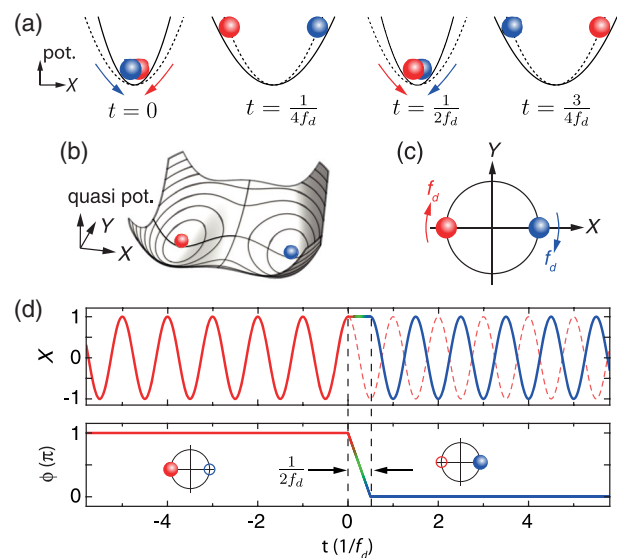 (a)
pot.
X
t = 0
t = 1/4f_d
t = 1/2f_d
t = 3/4f_d
(b)
quasi pot.
Y
X
(c)
Y
f_d
X
f_d
(d)
1
X
0
-1
1
ϕ (π)
1/2f_d
0
-4 -2 0 2 4
t (1/f_d)